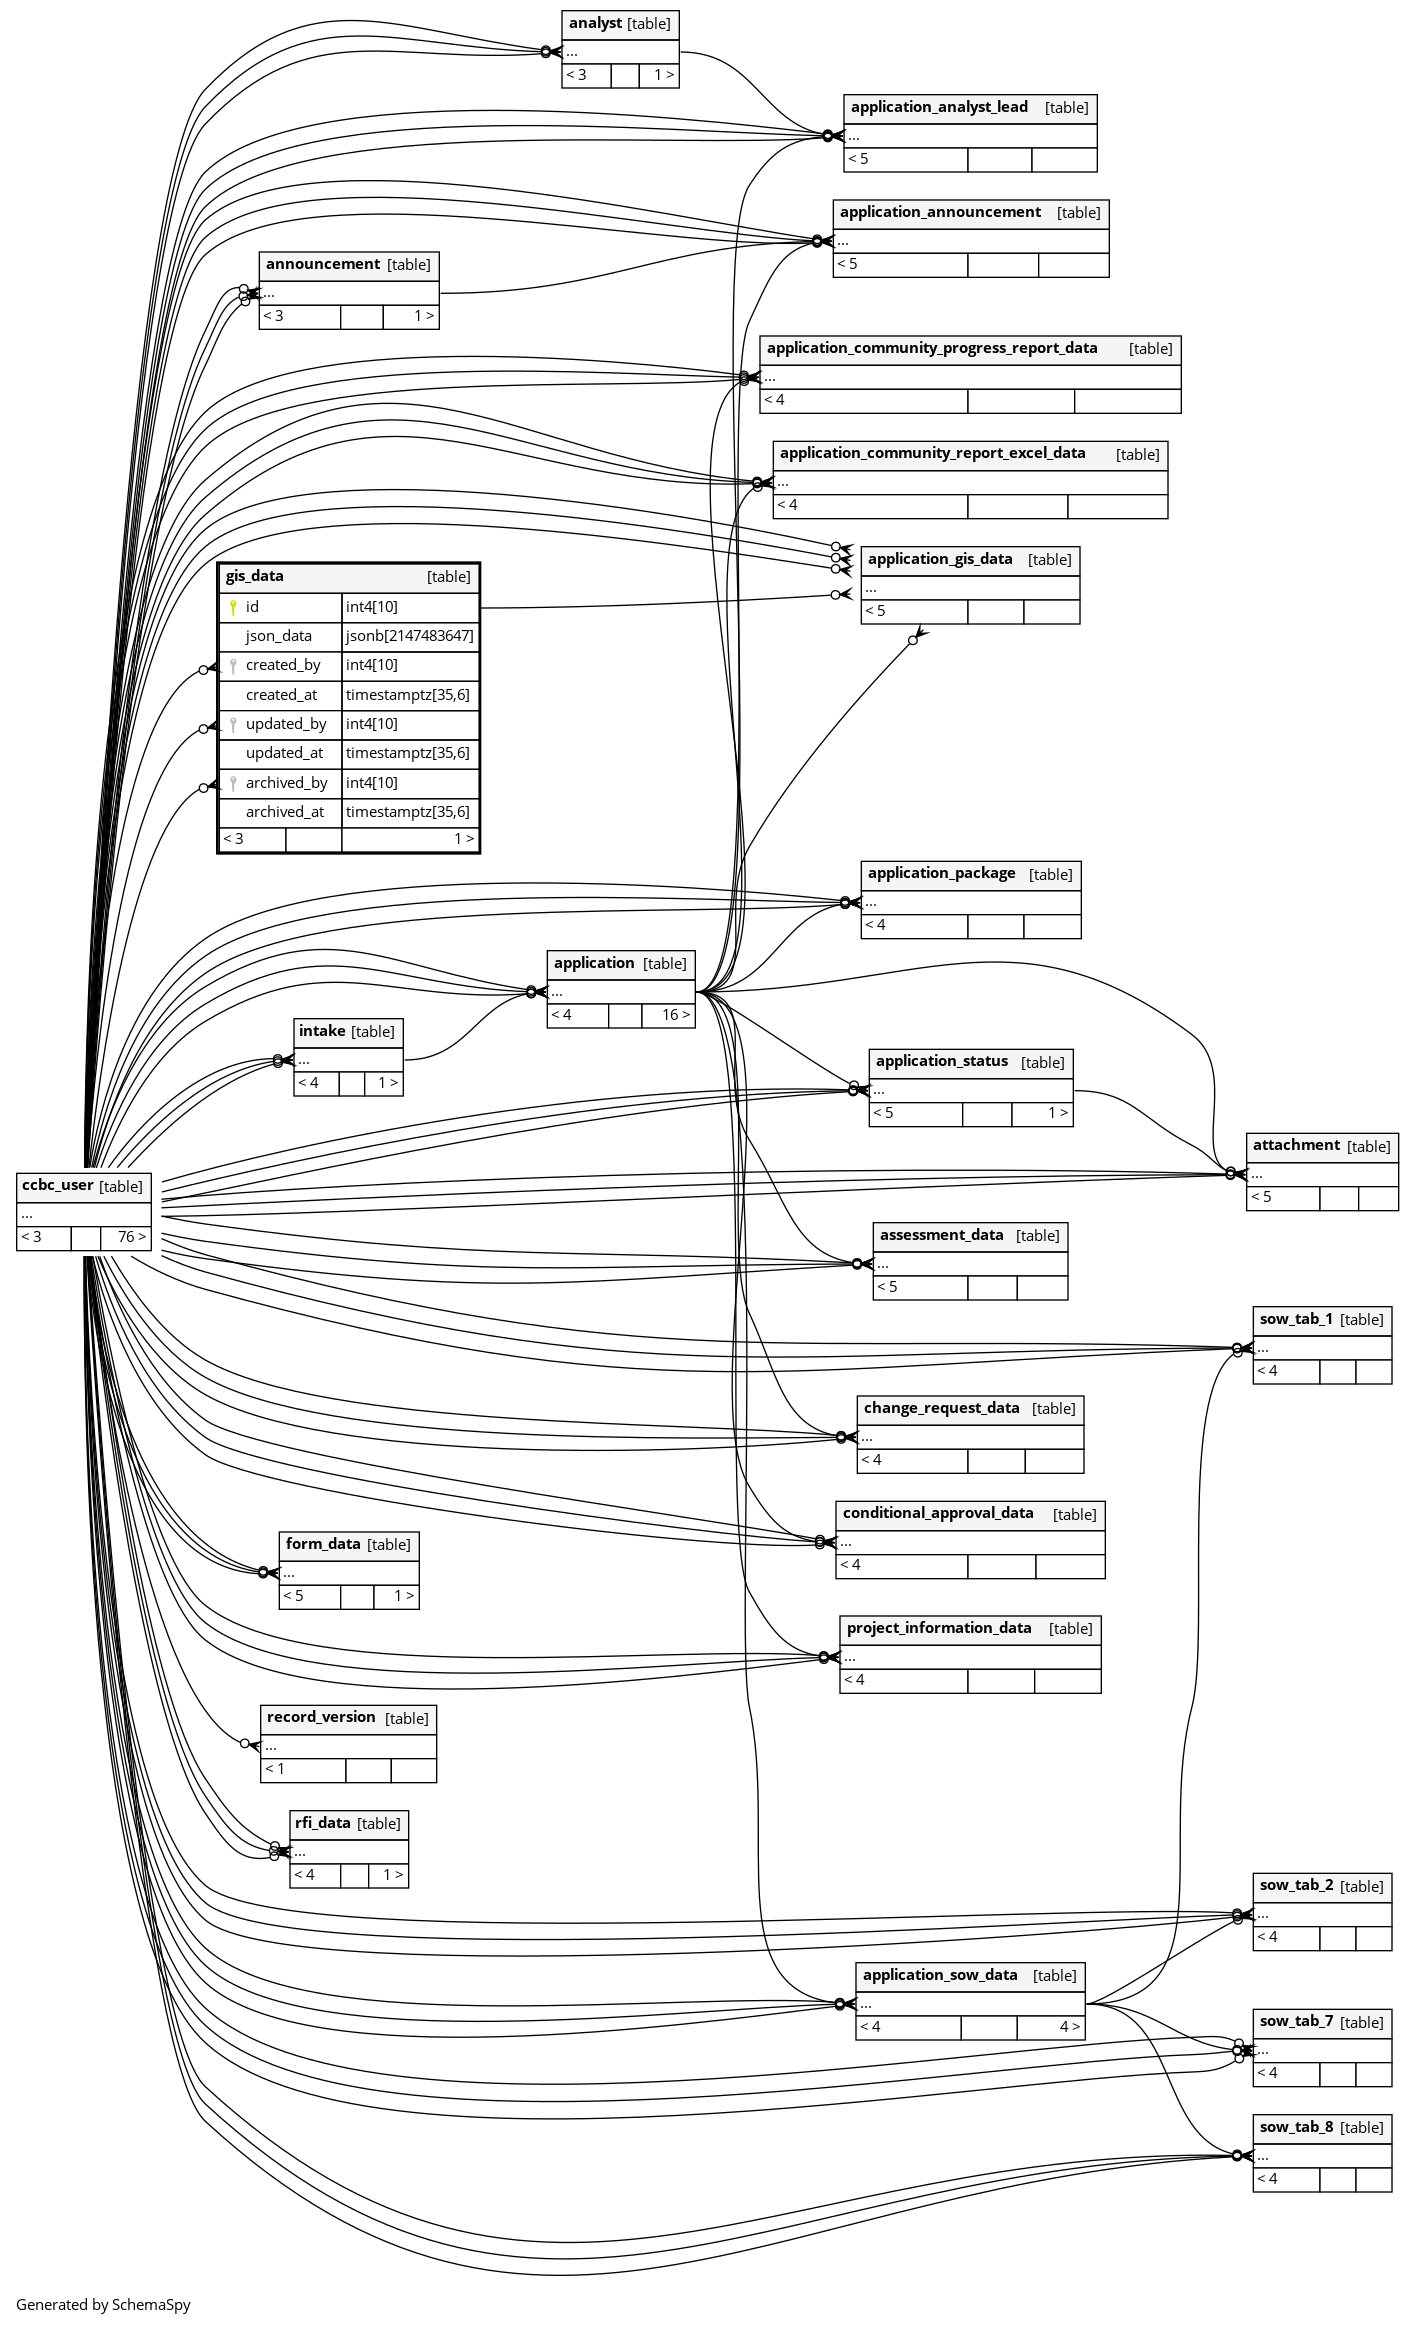 analyst [table]
...
< 3 1 >
application_analyst_lead [table]
...
< 5
application_announcement [table]
...
< 5
announcement [table]
...
< 3 1 >
application_community_progress_report_data [table]
...
< 4
application_community_report_excel_data [table]
...
< 4
application_gis_data [table]
...
< 5
gis_data [table]
id int4[10]
json_data jsonb[2147483647]
created_by int4[10]
created_at timestamptz[35,6]
updated_by int4[10]
updated_at timestamptz[35,6]
archived_by int4[10]
archived_at timestamptz[35,6]
< 3 1 >
application_package [table]
...
< 4
application [table]
...
< 4 16 >
intake [table]
...
< 4 1 >
application_status [table]
...
< 5 1 >
attachment [table]
...
< 5
ccbc_user [table]
...
< 3 76 >
assessment_data [table]
...
< 5
sow_tab_1 [table]
...
< 4
change_request_data [table]
...
< 4
conditional_approval_data [table]
...
< 4
form_data [table]
...
< 5 1 >
project_information_data [table]
...
< 4
record_version [table]
...
< 1
rfi_data [table]
...
< 4 1 >
sow_tab_2 [table]
...
< 4
application_sow_data [table]
...
< 4 4 >
sow_tab_7 [table]
...
< 4
sow_tab_8 [table]
...
< 4
Generated by SchemaSpy